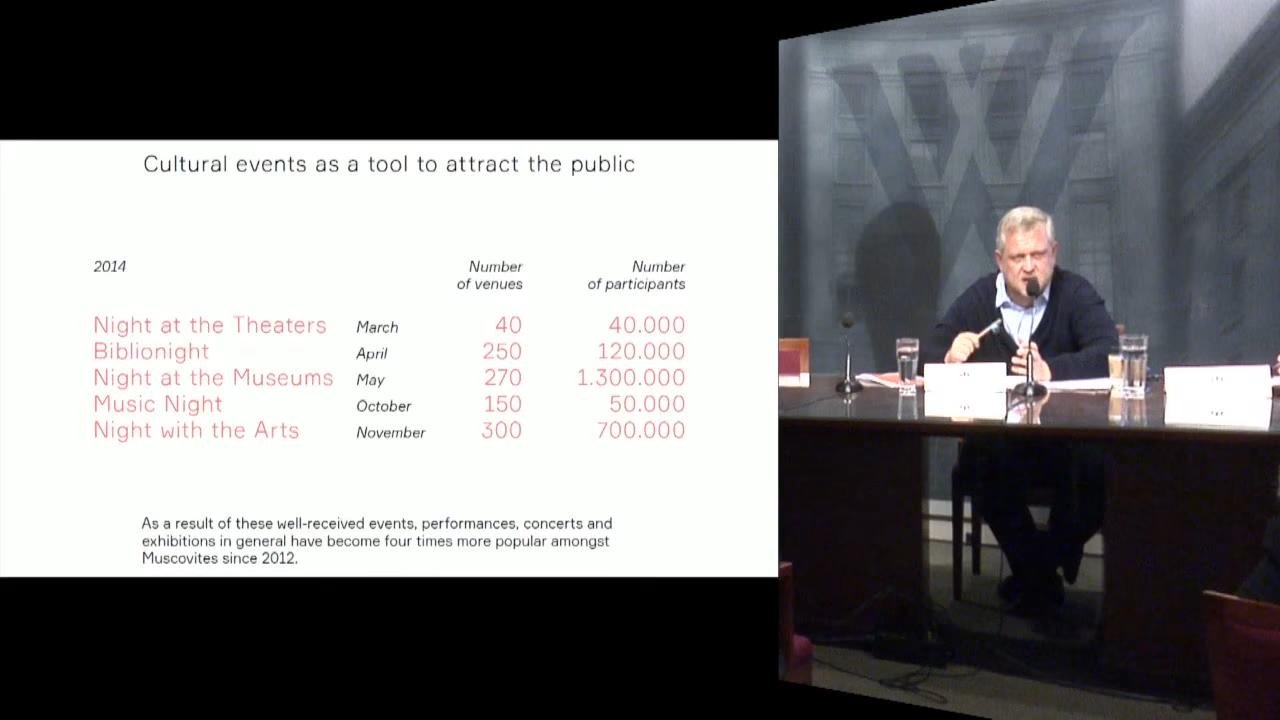 Cultural events as a tool to attract the public
2014 Number Number
of venues of participants
Night at the Theaters March 40 40.000
Biblionight April 250 120.000
Night at the Museums May 270 1.300.000
Music Night October 150 50.000
Night with the Arts November 300 700.000
As a result of these well-received events, performances, concerts and
exhibitions in general have become four times more popular amongst
Muscovites since 2012.
W